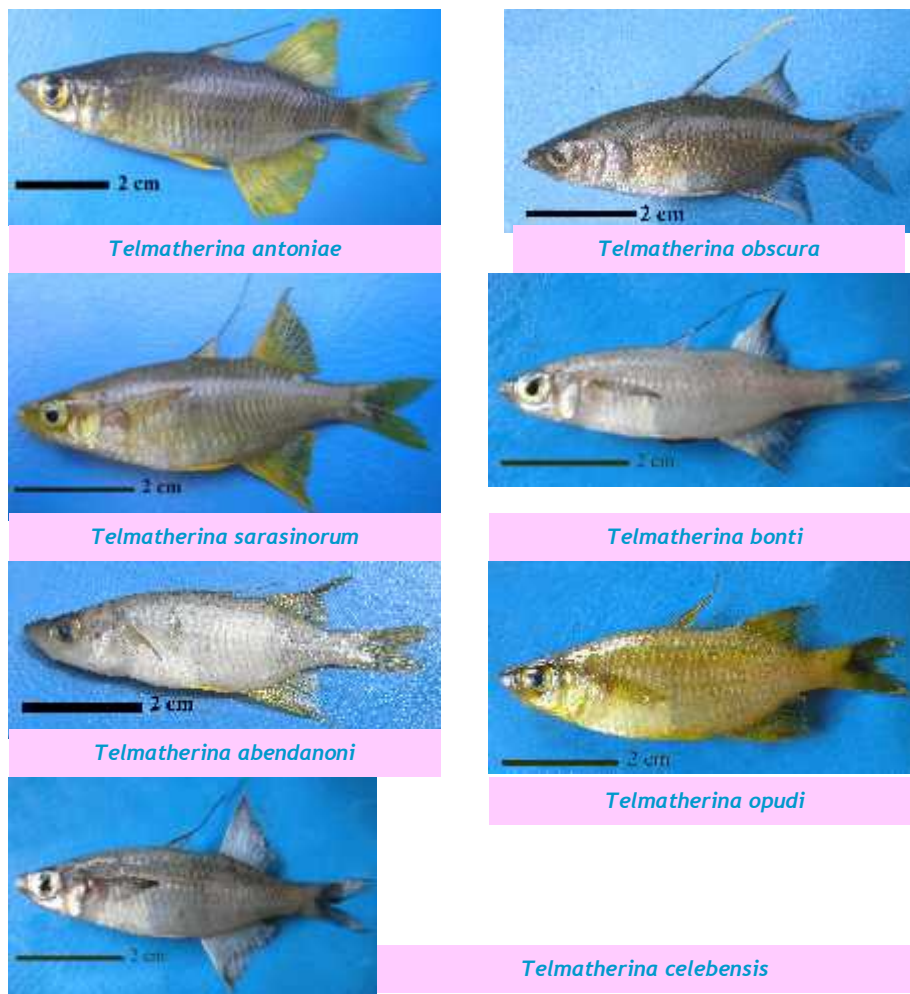 2 cm
2 cm
Telmatherina antoniae
Telmatherina obscura
2 cm
2 cm
Telmatherina sarasinorum
Telmatherina bonti
2 cm
2 cm
Telmatherina abendanoni
Telmatherina opudi
2 cm
Telmatherina celebensis